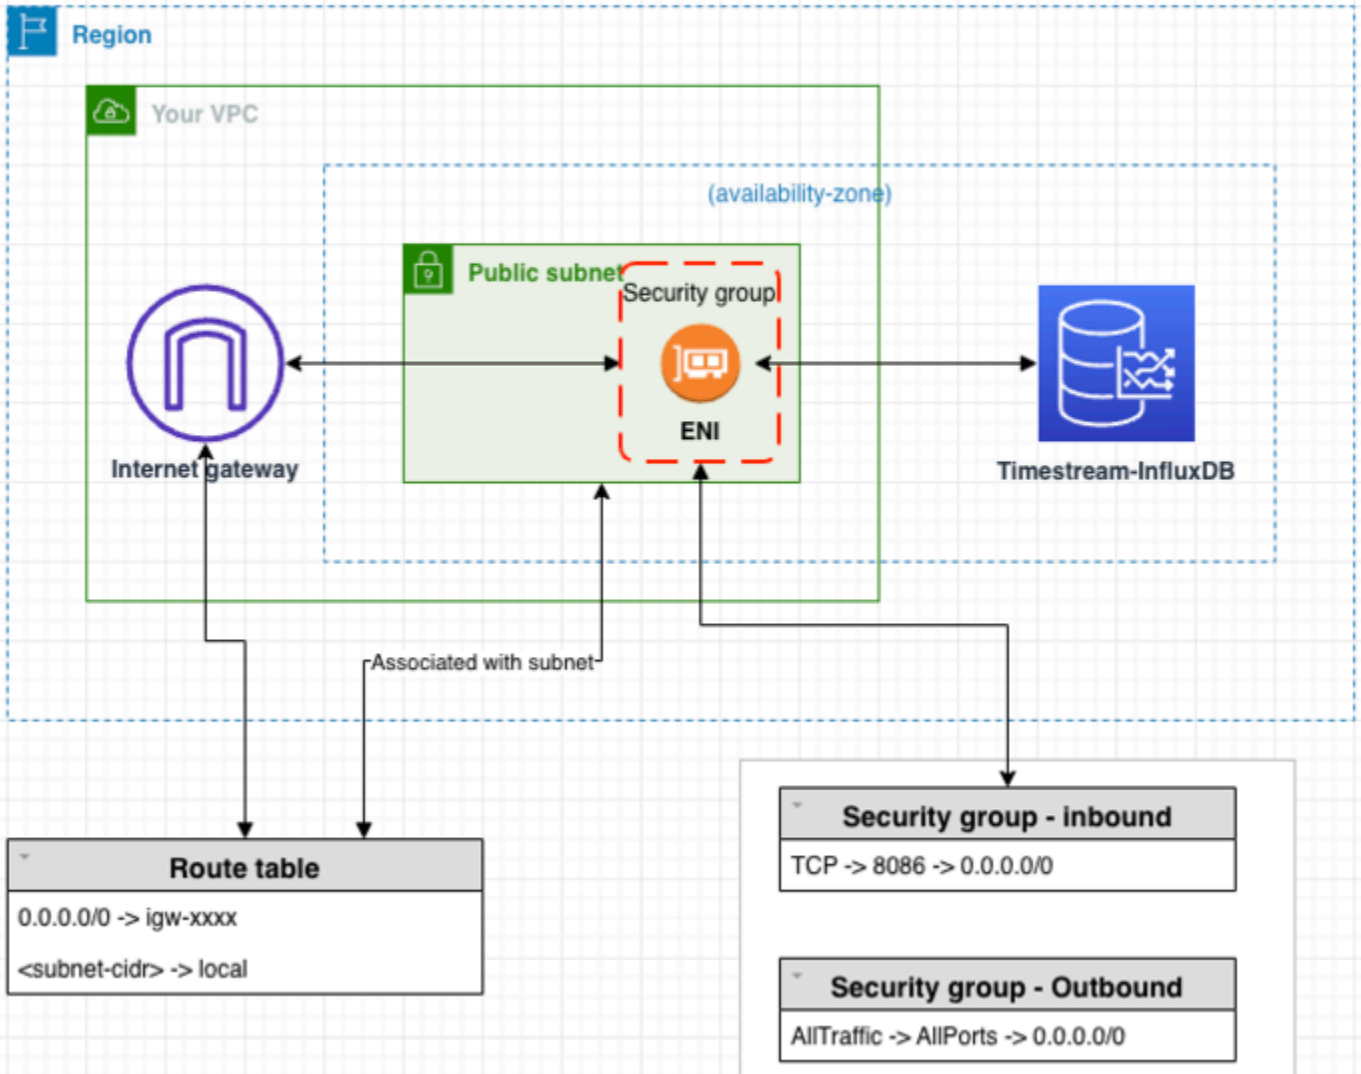 Region
Your VPC
(availability-zone)
Public subnet
Security group
ENI
Internet gateway
Timestream-InfluxDB
Associated with subnet
Security group - inbound
TCP -> 8086 -> 0.0.0.0/0
Route table
0.0.0.0/0 -> igw-xxxx
<subnet-cidr> -> local
Security group - Outbound
AllTraffic -> AllPorts -> 0.0.0.0/0